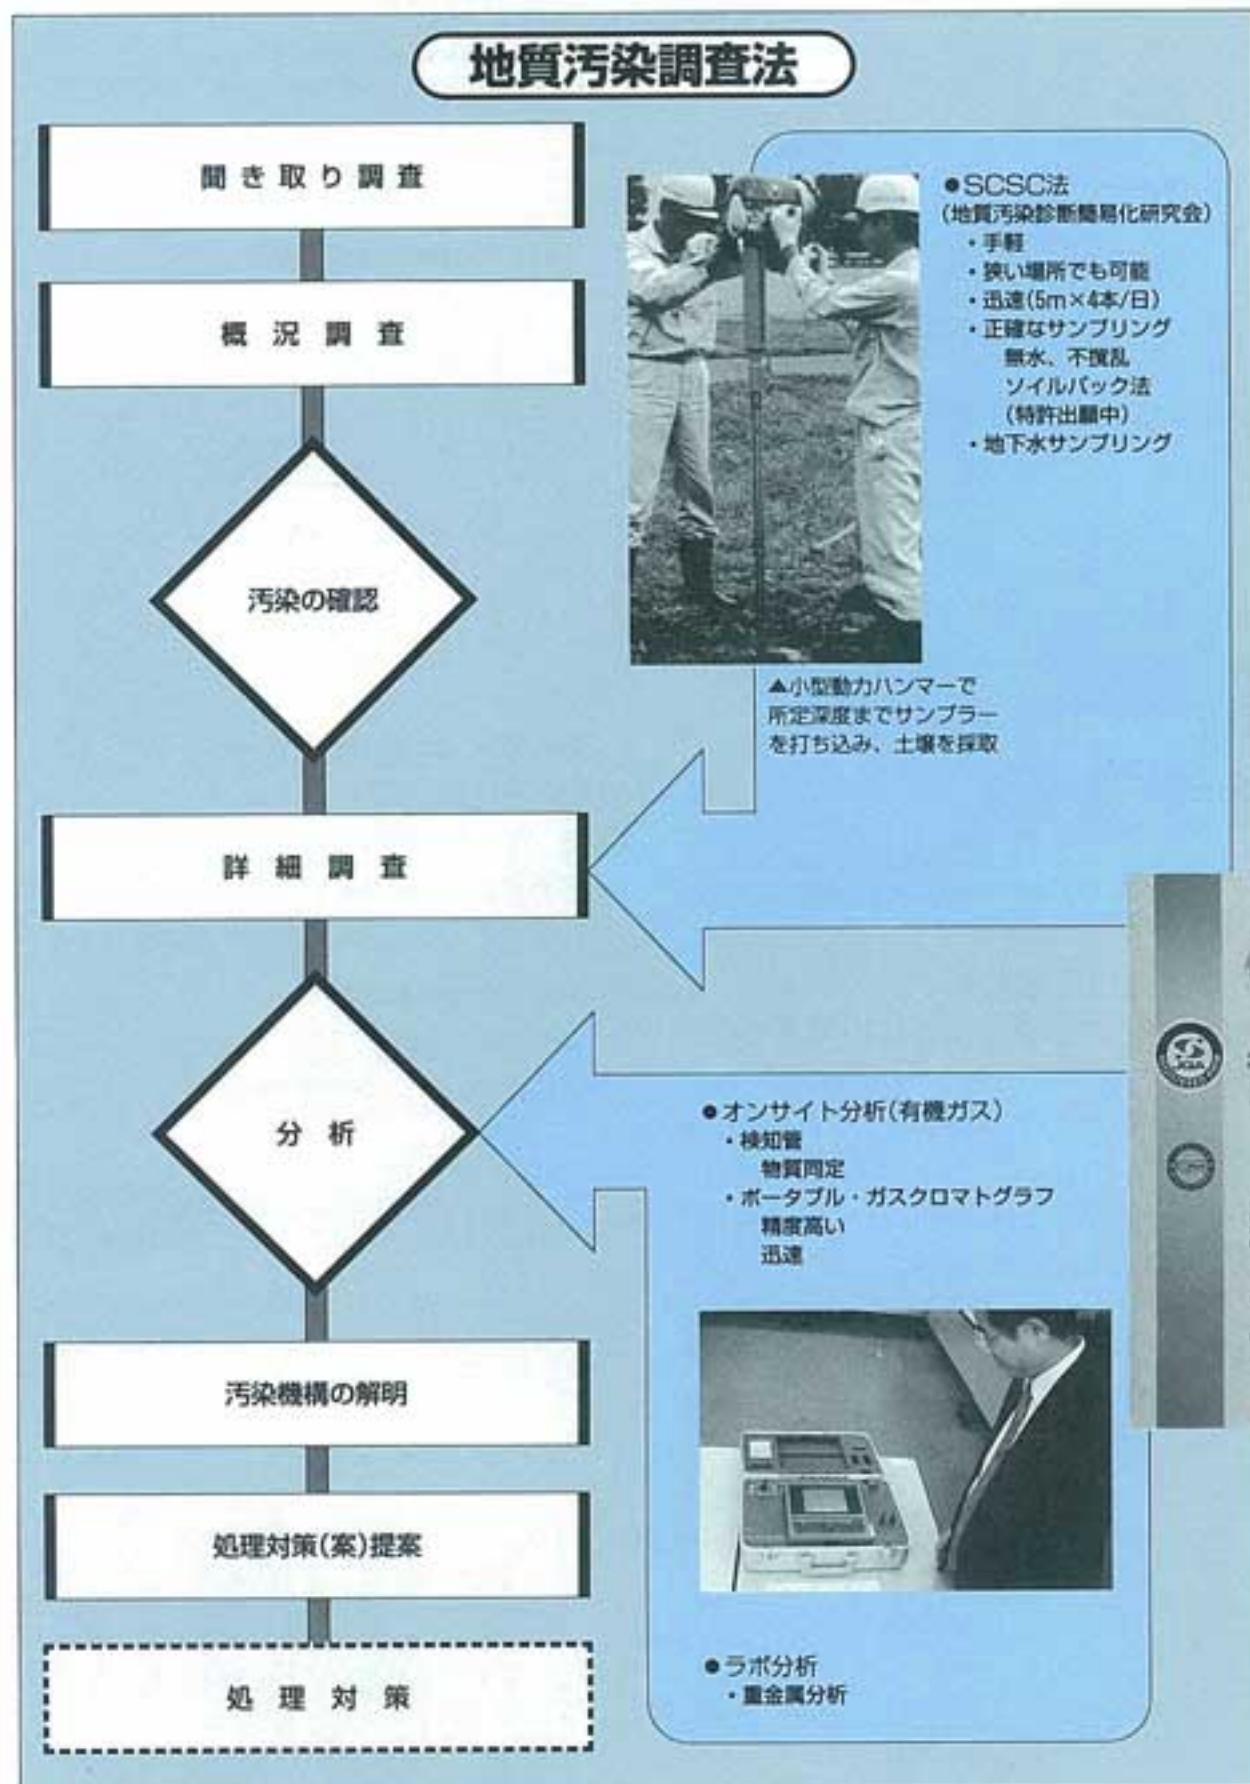 地質汚染調査法
聞き取り調査
概況調査
汚染の確認
詳細調査
分析
汚染機構の解明
処理対策(案)提案
処理対策
●SCSC法
(地質汚染診断簡易化研究会)
・手軽
・狭い場所でも可能
・迅速(5m×4本/日)
・正確なサンプリング
無水、不撹乱
ソイルバック法
(特許出願中)
・地下水サンプリング
▲小型動力ハンマーで
所定深度までサンプラー
を打ち込み、土壌を採取
●オンサイト分析(有機ガス)
・検知管
物質同定
・ポータブル・ガスクロマトグラフ
精度高い
迅速
●ラボ分析
・重金属分析